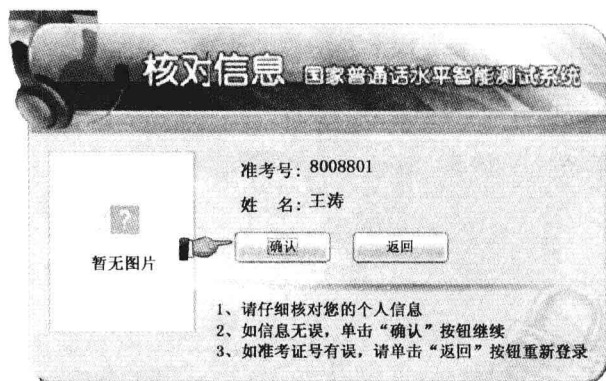 核对信息 国家普通话水平智能测试系统
准考号：8008801
姓 名：王涛
?
暂无图片
确认 返回
1、请仔细核对您的个人信息
2、如信息无误，单击“确认”按钮继续
3、如准考证号有误，请单击“返回”按钮重新登录